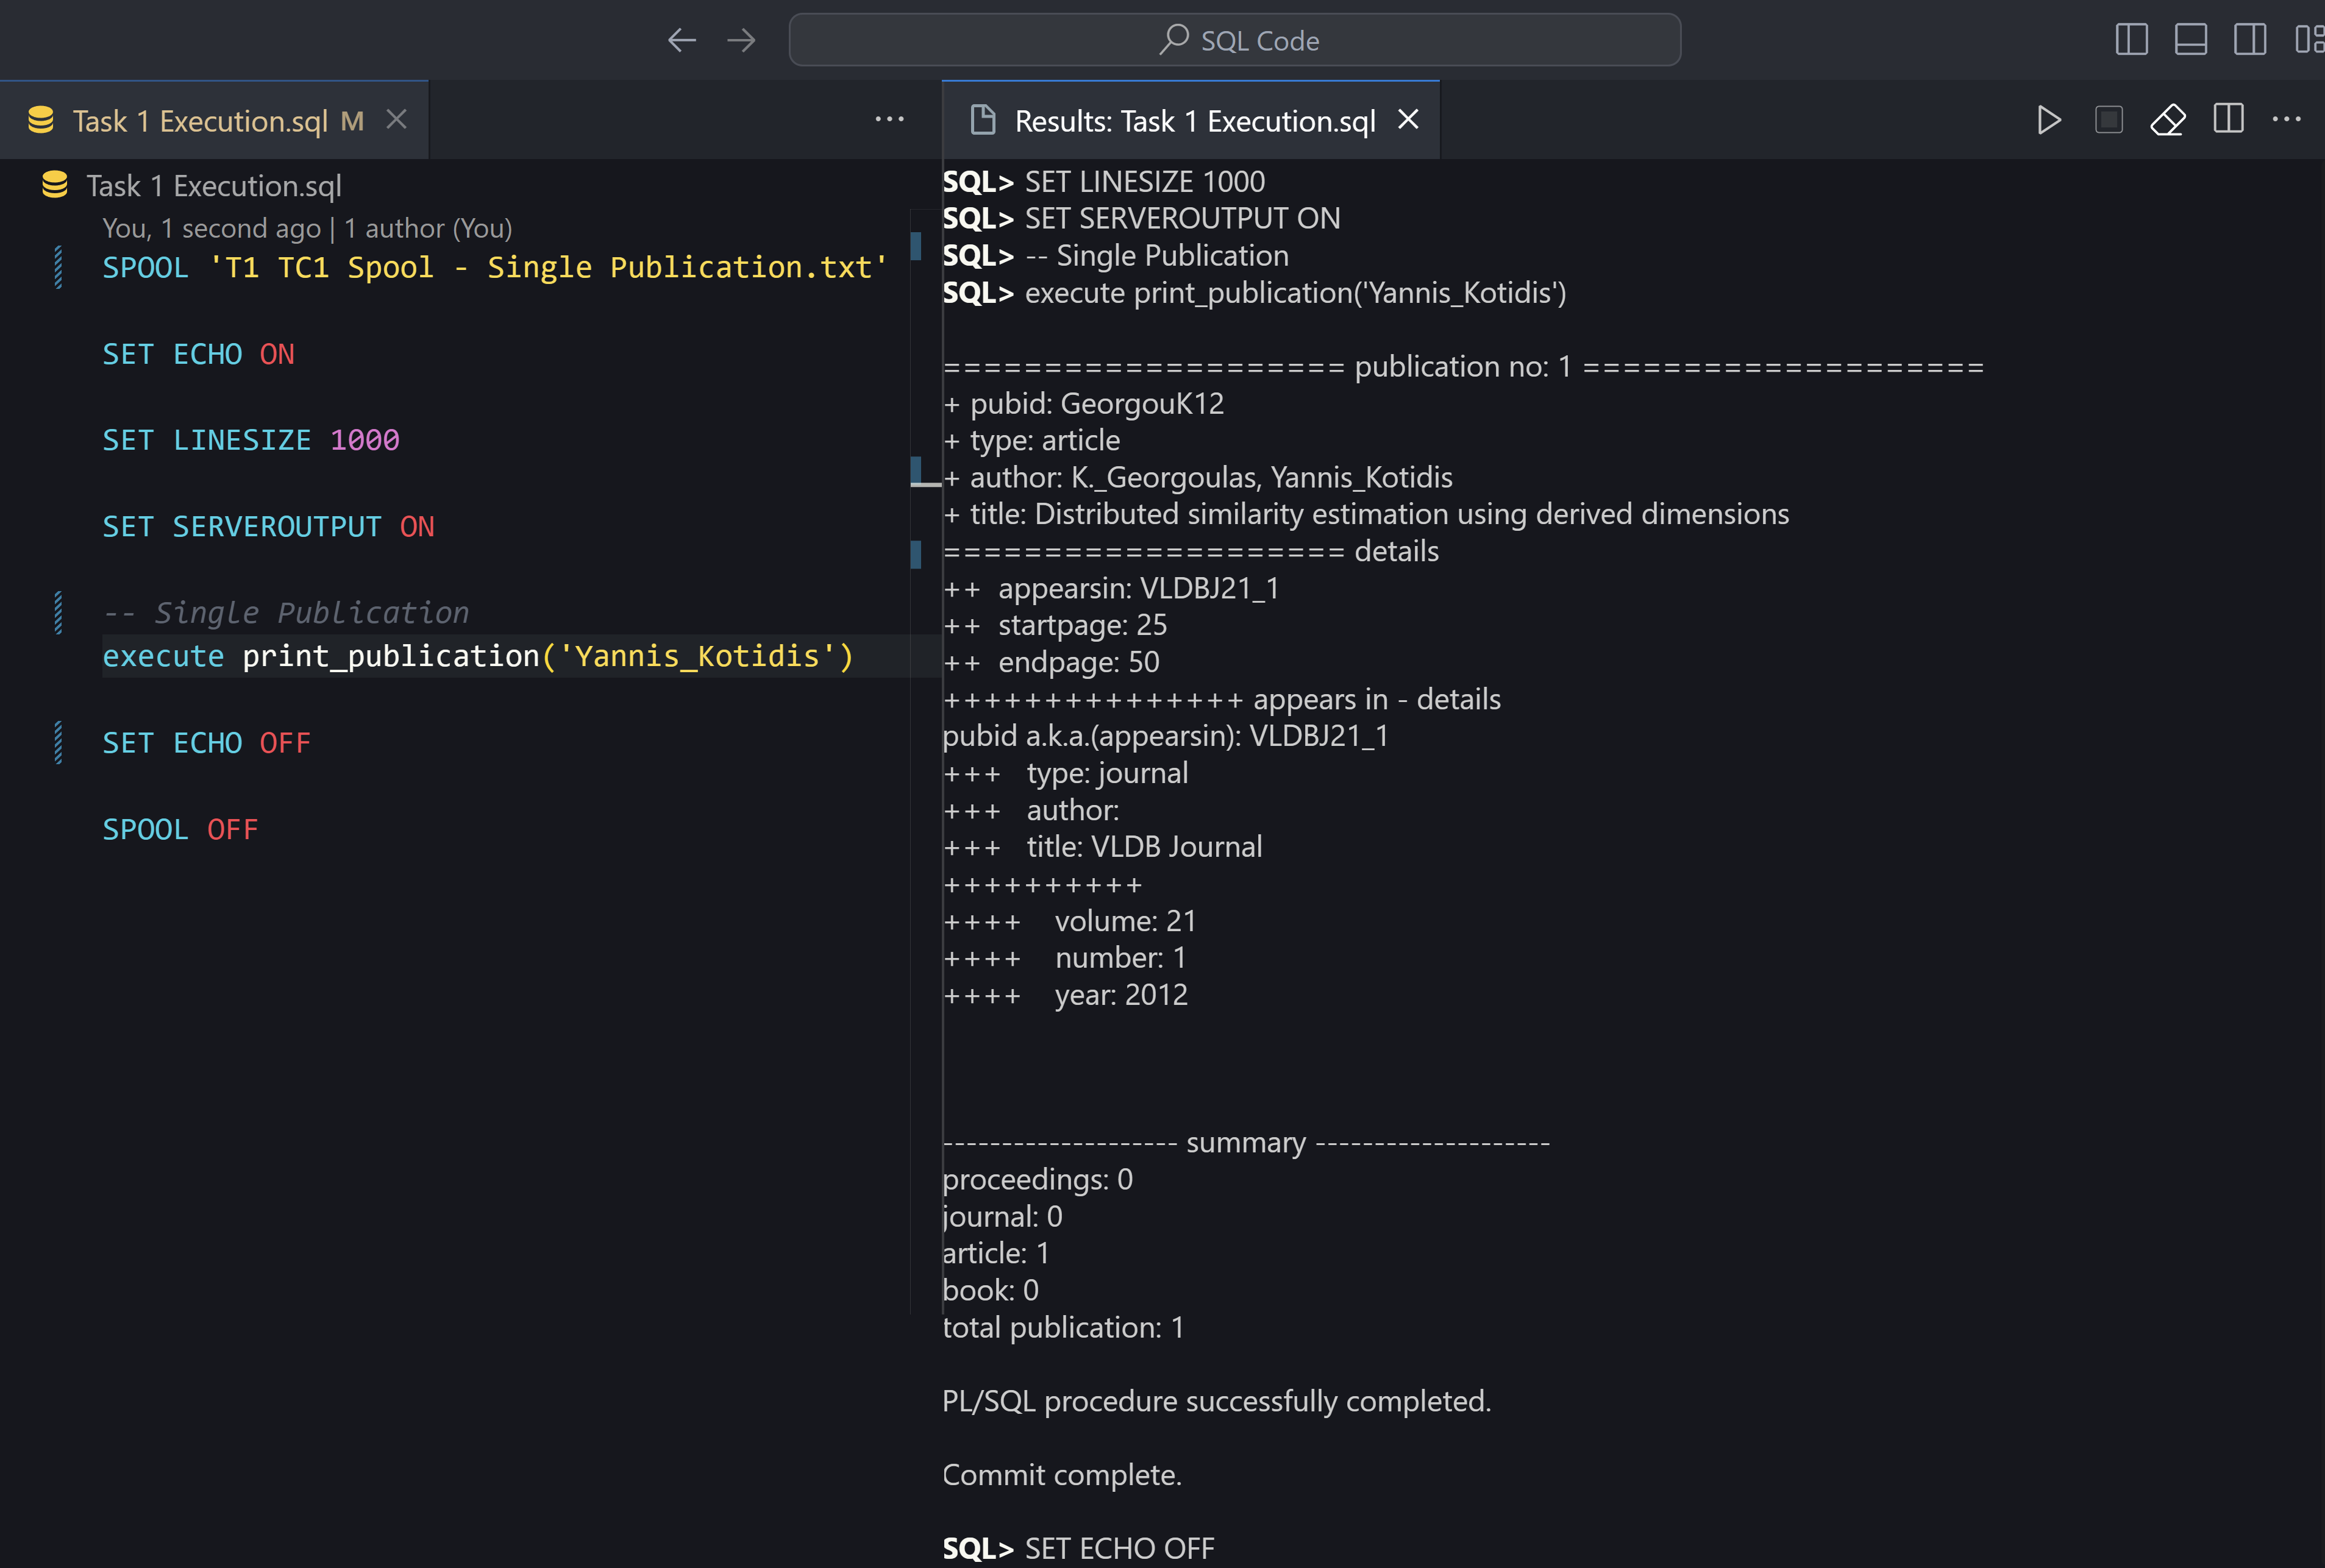 SQL Code
Task 1 Execution.sql M
Results: Task 1 Execution.sql
Task 1 Execution.sql
You, 1 second ago | 1 author (You)
SPOOL 'T1 TC1 Spool - Single Publication.txt'
SET ECHO ON
SET LINESIZE 1000
SET SERVEROUTPUT ON
-- Single Publication
execute print_publication('Yannis_Kotidis')
SET ECHO OFF
SPOOL OFF
SQL> SET LINESIZE 1000
SQL> SET SERVEROUTPUT ON
SQL> -- Single Publication
SQL> execute print_publication('Yannis_Kotidis')
==================== publication no: 1 ====================
+ pubid: GeorgouK12
+ type: article
+ author: K._Georgoulas, Yannis_Kotidis
+ title: Distributed similarity estimation using derived dimensions
==================== details
++  appearsin: VLDBJ21_1
++  startpage: 25
++  endpage: 50
+++++++++++++++ appears in - details
pubid a.k.a.(appearsin): VLDBJ21_1
+++   type: journal
+++   author:
+++   title: VLDB Journal
++++++++++
++++    volume: 21
++++    number: 1
++++    year: 2012
-------------------- summary --------------------
proceedings: 0
journal: 0
article: 1
book: 0
total publication: 1
PL/SQL procedure successfully completed.
Commit complete.
SQL> SET ECHO OFF